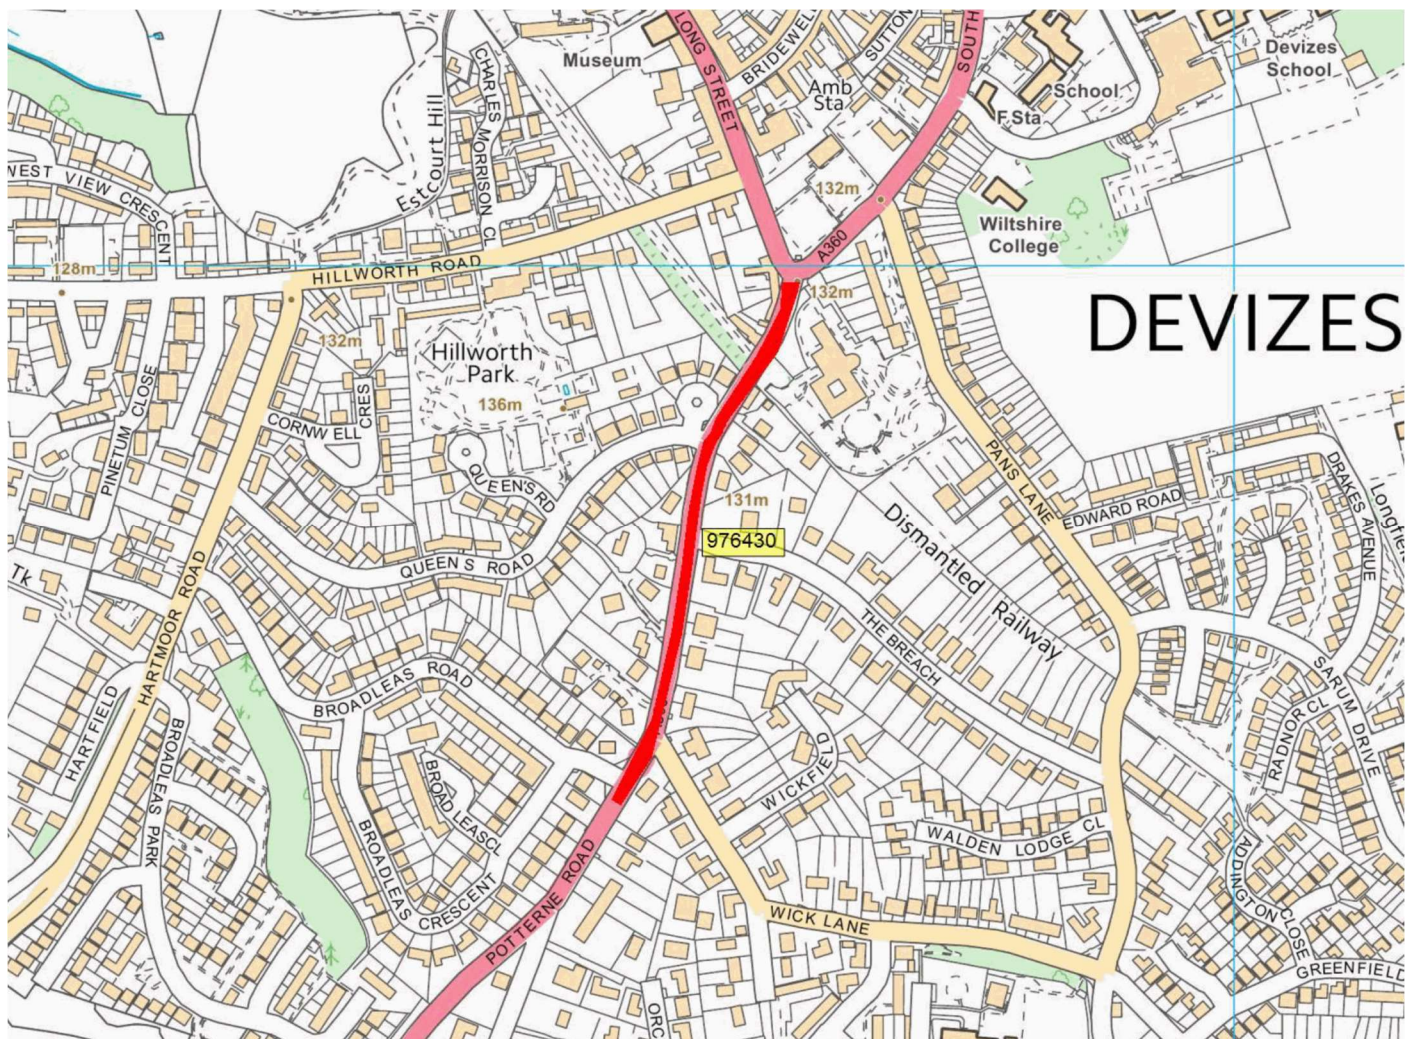 LONG STREET
BRIDEWELL
SUTTON
SOUTH
Museum
Amb
Sta
School
F Sta
Devizes
School
CHARLES MORRISON CL
Estcourt Hill
WEST VIEW CRESCENT
132m
Wiltshire
College
A360
128m
HILLWORTH ROAD
132m
DEVIZES
132m
Hillworth
Park
136m
PINETUM CLOSE
CORNWELL
CRES
QUEEN'S RD
PANS LANE
131m
EDWARD ROAD
DRAKES AVENUE
Dismantled Railway
976430
QUEEN S ROAD
Tk
HARTMOOR ROAD
THE BREACH
BROADLEAS ROAD
SARUM DRIVE
RADNOR CL
HARTFIELD
BROADLEAS PARK
WICKFIELD
BROADLEAS CL
WALDEN LODGE CL
BROADLEAS
CRESCENT
POTTERNE ROAD
ADDINGTON CLOSE
WICK LANE
GREENFIELD
ORC